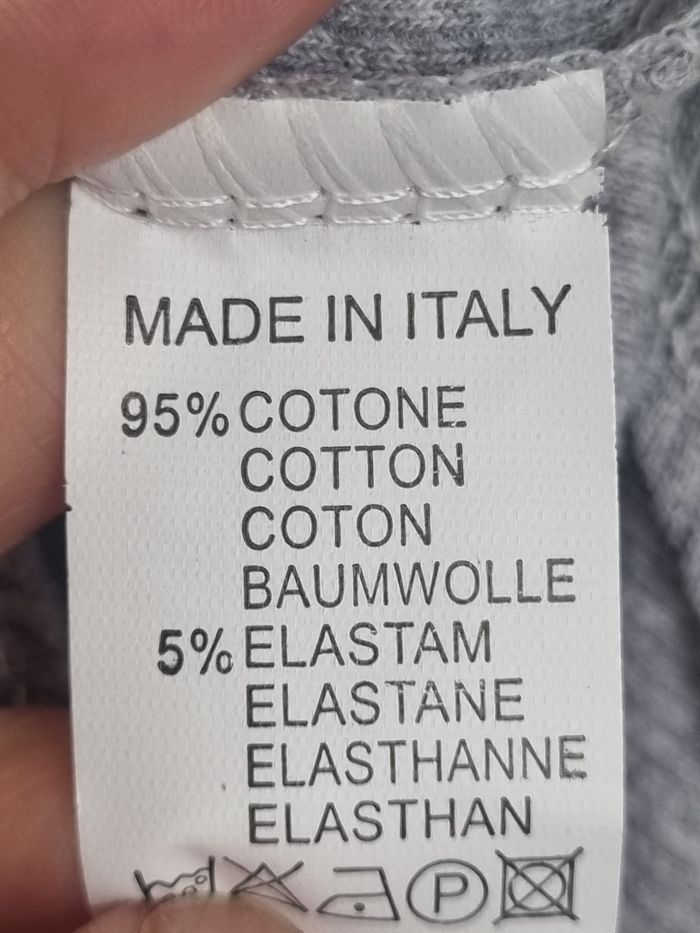 MADE IN ITALY
95% COTONE
COTTON
COTON
BAUMWOLLE
5% ELASTAM
ELASTANE
ELASTHANNE
ELASTHAN
P